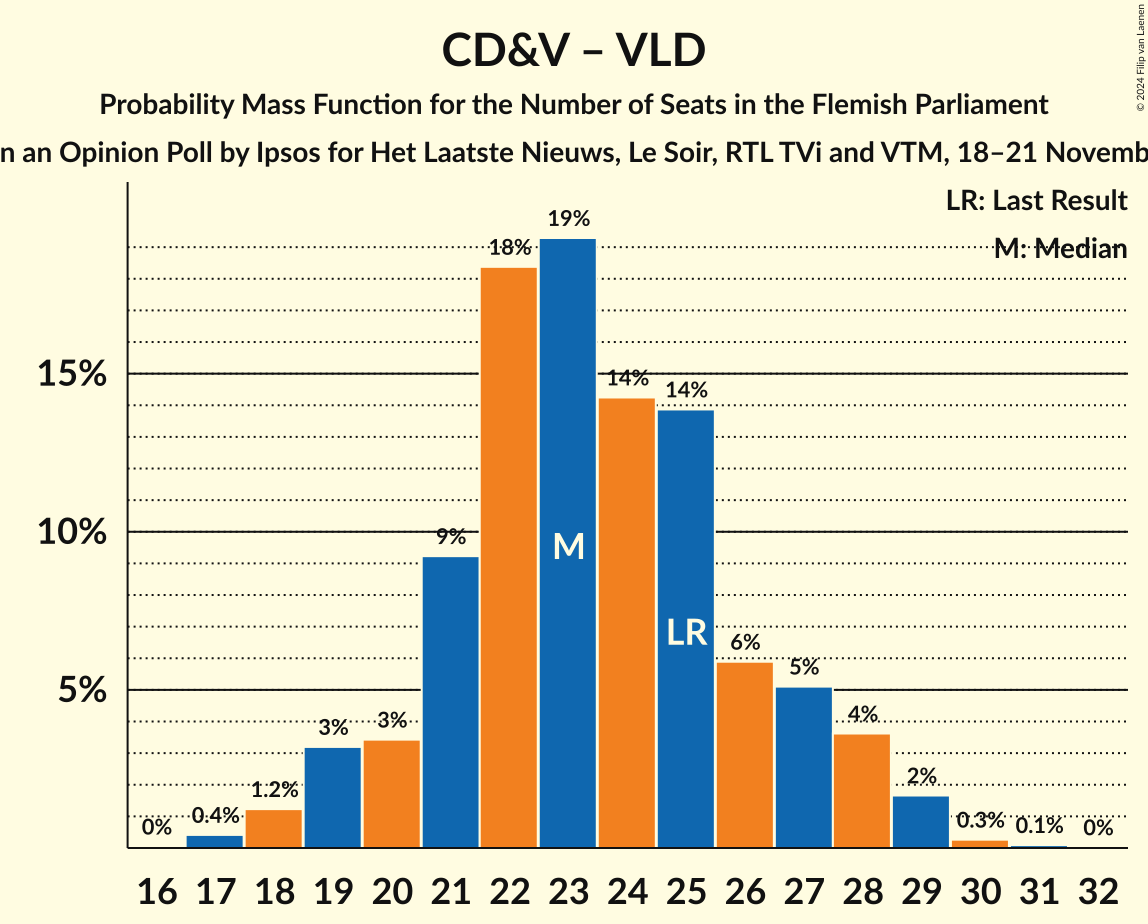 CD&V – VLD
Probability Mass Function for the Number of Seats in the Flemish Parliament
n an Opinion Poll by Ipsos for Het Laatste Nieuws, Le Soir, RTL TVi and VTM, 18–21 Novemb
© 2024 Filip van Laenen
LR: Last Result
M: Median
19%
18%
15%
14%
14%
10%
9%
M
LR
6%
5%
5%
4%
3%
3%
2%
1.2%
0.4%
0.3%
0.1%
0%
0%
16 17 18 19 20 21 22 23 24 25 26 27 28 29 30 31 32